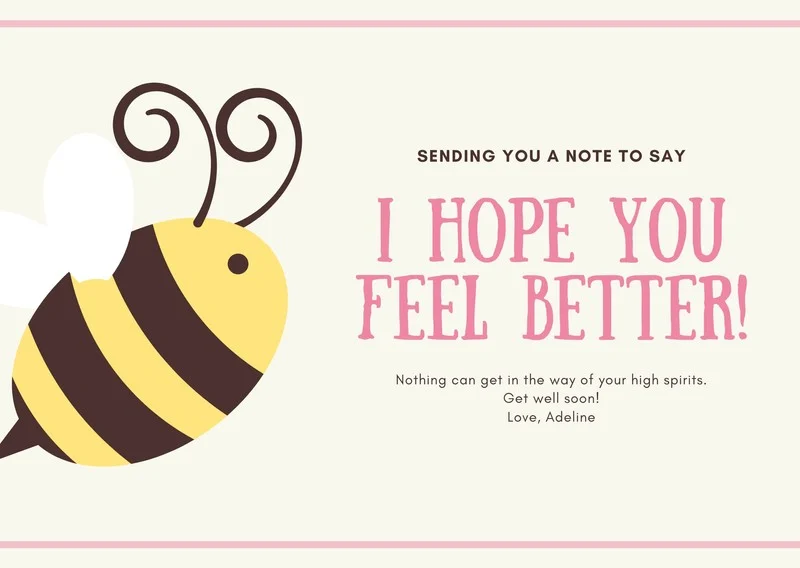 SENDING YOU A NOTE TO SAY
I HOPE YOU
FEEL BETTER!
Nothing can get in the way of your high spirits.
Get well soon!
Love, Adeline